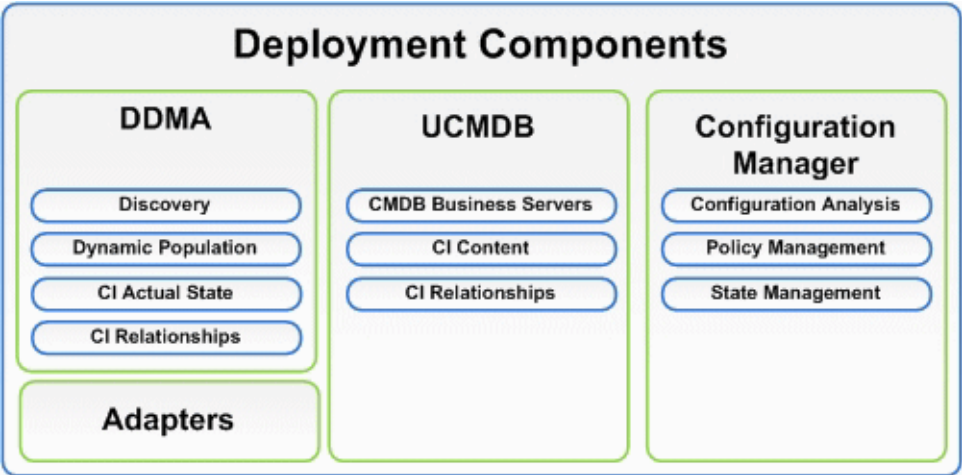 Deployment Components
DDMA
Discovery
Dynamic Population
CI Actual State
CI Relationships
Adapters
UCMDB
CMDB Business Servers
CI Content
CI Relationships
Configuration
Manager
Configuration Analysis
Policy Management
State Management